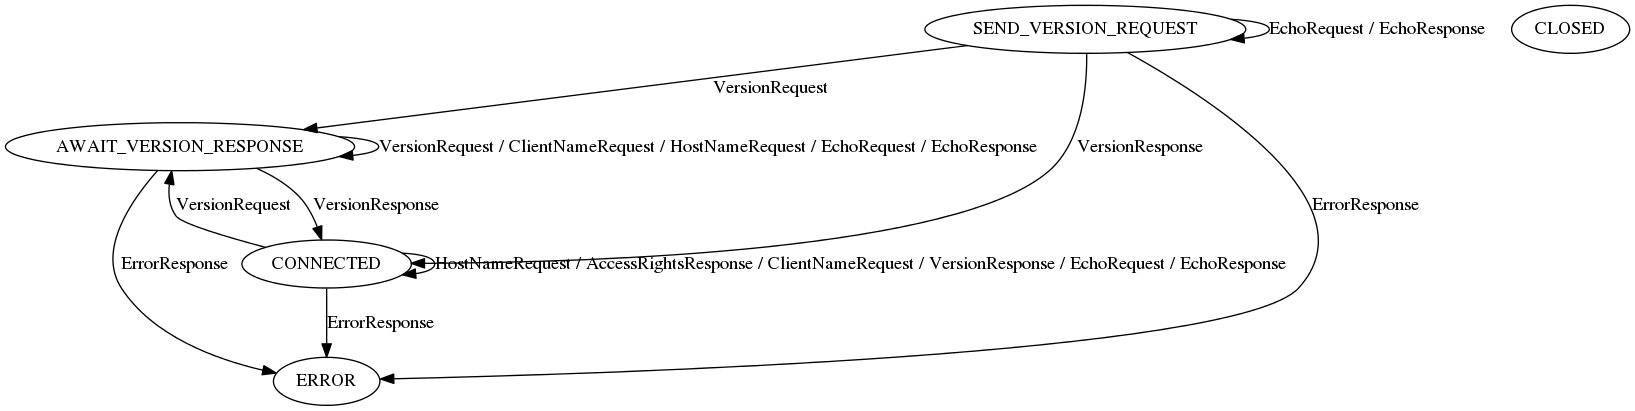 SEND_VERSION_REQUEST
EchoRequest / EchoResponse
CLOSED
VersionRequest
AWAIT_VERSION_RESPONSE
VersionRequest / ClientNameRequest / HostNameRequest / EchoRequest / EchoResponse
VersionResponse
VersionRequest
VersionResponse
ErrorResponse
ErrorResponse
CONNECTED
HostNameRequest / AccessRightsResponse / ClientNameRequest / VersionResponse / EchoRequest / EchoResponse
ErrorResponse
ERROR